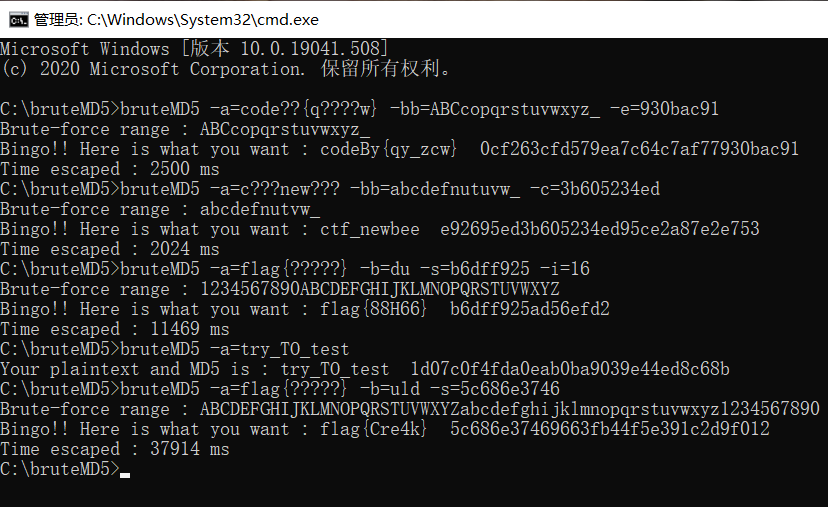 管理员: C:\Windows\System32\cmd.exe
Microsoft Windows [版本 10.0.19041.508]
(c) 2020 Microsoft Corporation. 保留所有权利。
C:\bruteMD5>bruteMD5 -a=code??{q????w} -bb=ABCcopqrstuvwxyz_ -e=930bac91
Brute-force range : ABCcopqrstuvwxyz_
Bingo!! Here is what you want : codeBy{qy_zcw}  0cf263cfd579ea7c64c7af77930bac91
Time escaped : 2500 ms
C:\bruteMD5>bruteMD5 -a=c???new??? -bb=abcdefnutuvw_ -c=3b605234ed
Brute-force range : abcdefnutvw_
Bingo!! Here is what you want : ctf_newbee  e92695ed3b605234ed95ce2a87e2e753
Time escaped : 2024 ms
C:\bruteMD5>bruteMD5 -a=flag{?????} -b=du -s=b6dff925 -i=16
Brute-force range : 1234567890ABCDEFGHIJKLMNOPQRSTUVWXYZ
Bingo!! Here is what you want : flag{88H66}  b6dff925ad56efd2
Time escaped : 11469 ms
C:\bruteMD5>bruteMD5 -a=try_TO_test
Your plaintext and MD5 is : try_TO_test  1d07c0f4fda0eab0ba9039e44ed8c68b
C:\bruteMD5>bruteMD5 -a=flag{?????} -b=uld -s=5c686e3746
Brute-force range : ABCDEFGHIJKLMNOPQRSTUVWXYZabcdefghijklmnopqrstuvwxyz1234567890
Bingo!! Here is what you want : flag{Cre4k}  5c686e37469663fb44f5e391c2d9f012
Time escaped : 37914 ms
C:\bruteMD5>